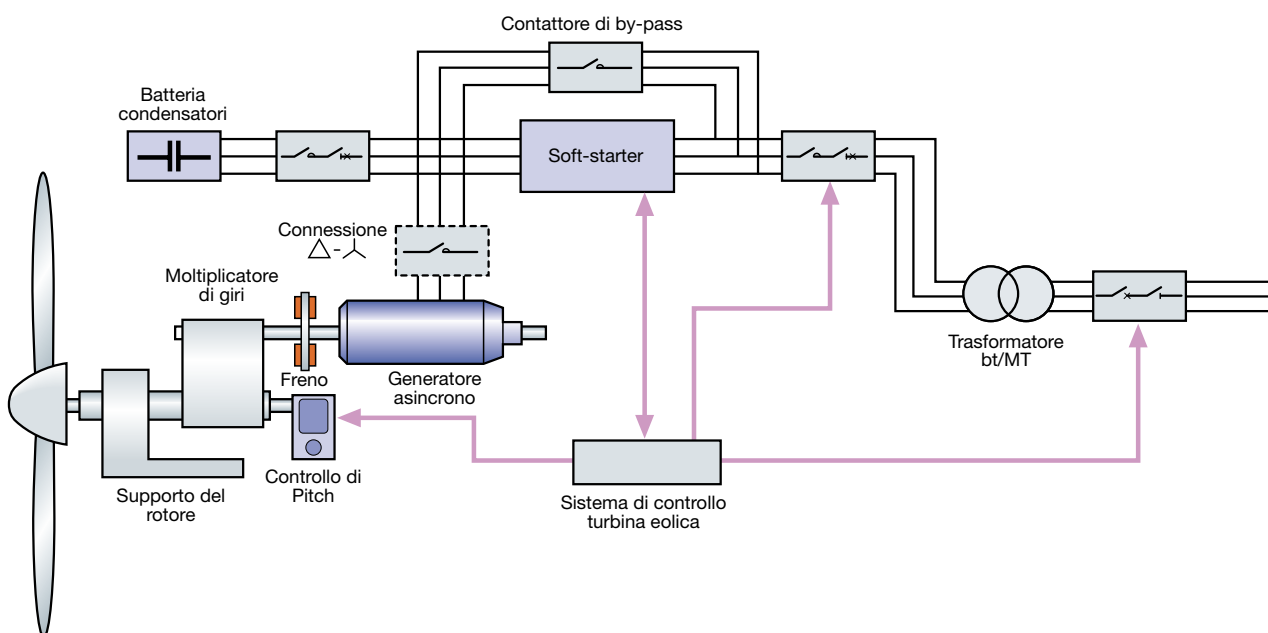 Contattore di by-pass
Batteria
condensatori
Soft-starter
Connessione
Moltiplicatore
di giri
Freno
Generatore
asincrono
Trasformatore
bt/MT
Supporto del
rotore
Controllo di
Pitch
Sistema di controllo
turbina eolica